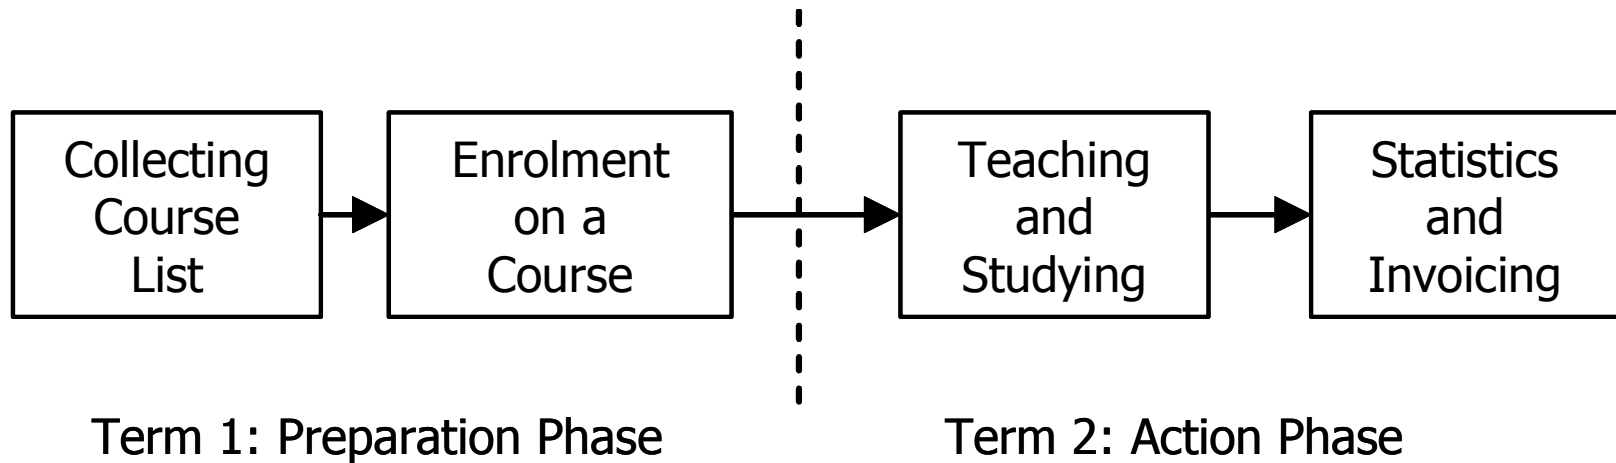 Collecting
Course
List
Enrolment
on a
Course
Teaching
and
Studying
Statistics
and
Invoicing
Term 1: Preparation Phase
Term 2: Action Phase